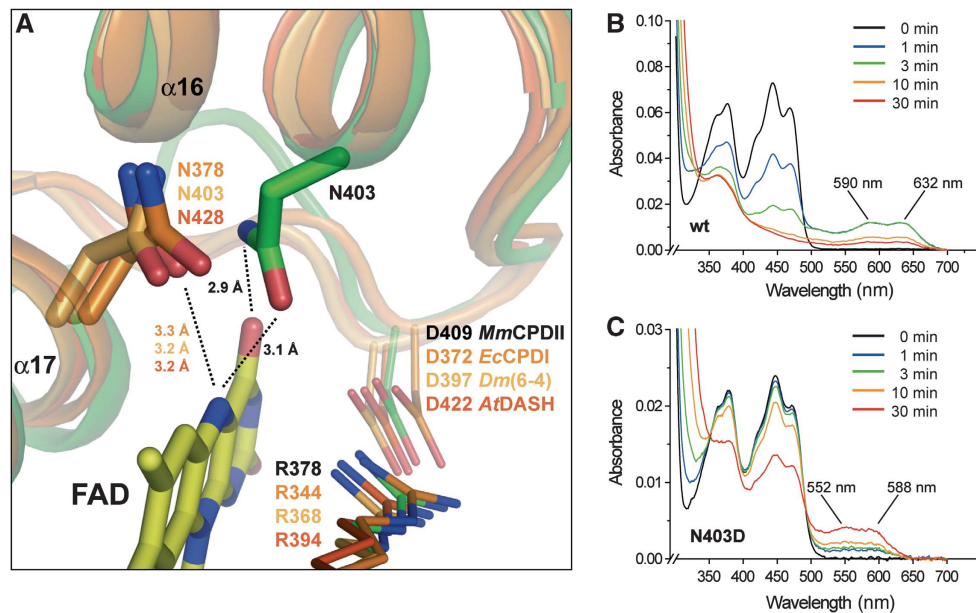 A
α16
N378
N403
N428
N403
2.9 Å
3.3 Å
3.2 Å
3.2 Å
3.1 Å
α17
D409 MmCPDII
D372 EcCPDI
D397 Dm(6-4)
D422 AtDASH
FAD
R378
R344
R368
R394
B
0.10
0.08
0.06
0.04
0.02
0.00
Absorbance
0 min
1 min
3 min
10 min
30 min
590 nm
632 nm
wt
350 400 450 500 550 600 650 700
Wavelength (nm)
C
0.03
0.02
0.01
0.00
Absorbance
0 min
1 min
3 min
10 min
30 min
552 nm
588 nm
N403D
350 400 450 500 550 600 650 700
Wavelength (nm)